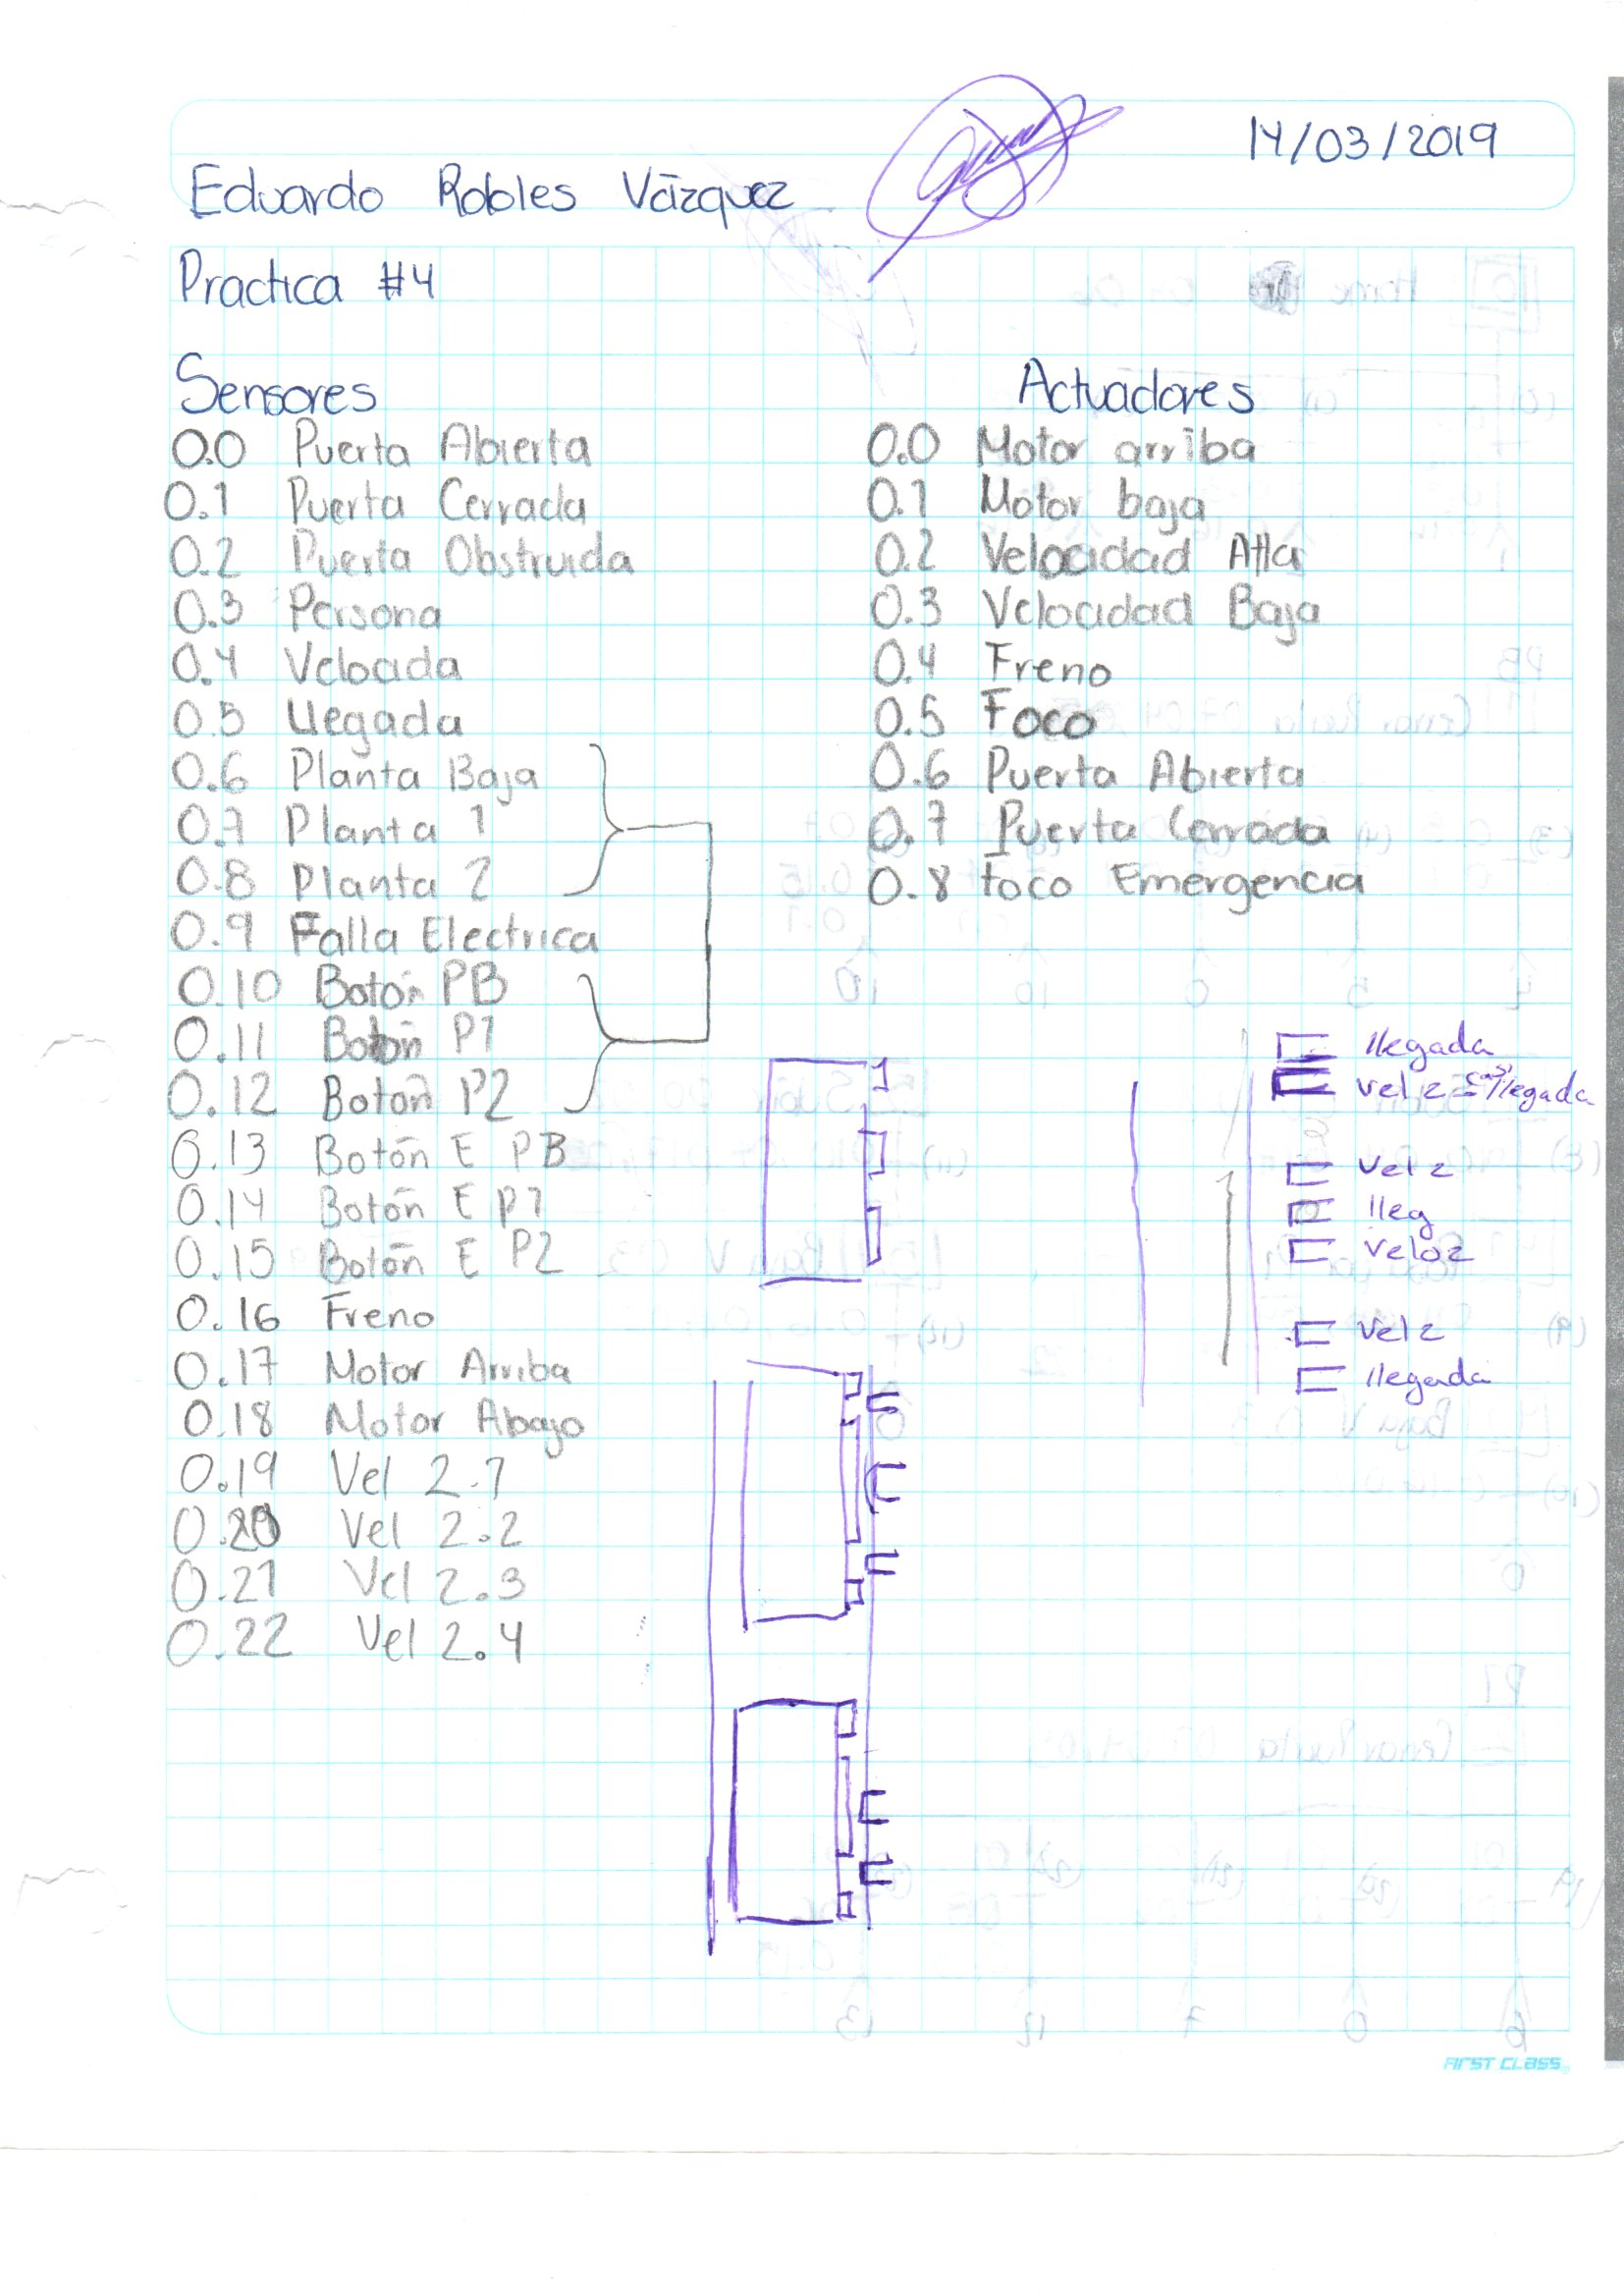 14/03/2019
Eduardo Robles Vázquez
Practica #4
Sensores
0.0 Puerta Abierta
0.1 Puerta Cerrada
0.2 Puerta Obstruida
0.3 Persona
0.4 Velocida
0.5 Llegada
0.6 Planta Baja
0.7 Planta 1
0.8 Planta 2
0.9 Falla Electrica
0.10 Botón PB
0.11 Botón P1
0.12 Botón P2
0.13 Botón E PB
0.14 Botón E P1
0.15 Botón E P2
0.16 Freno
0.17 Motor Arriba
0.18 Motor Abajo
0.19 Vel 2.1
0.20 Vel 2.2
0.21 Vel 2.3
0.22 Vel 2.4
Actuadores
0.0 Motor arriba
0.1 Motor baja
0.2 Velocidad Atla
0.3 Velocidad Baja
0.4 Freno
0.5 Foco
0.6 Puerta Abierta
0.7 Puerta Cerrada
0.8 foco Emergencia
llegada
vel 2 casi llegada
vel 2
lleg
velo 2
vel 2
llegada
FIRST CLASS